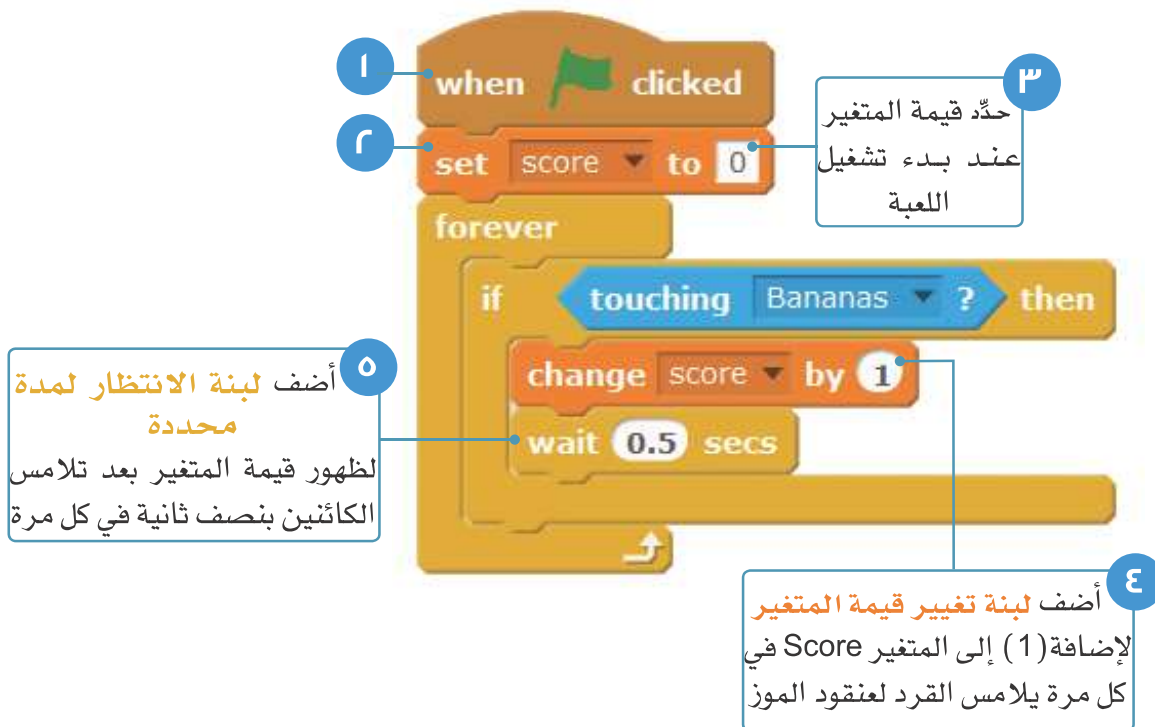 ١
when clicked
٢
set score to 0
٣
حدِّد قيمة المتغير
عند بدء تشغيل
اللعبة
forever
if touching Bananas ? then
change score by 1
wait 0.5 secs
٥
أضف لبنة الانتظار لمدة
محددة
لظهور قيمة المتغير بعد تلامس
الكائنين بنصف ثانية في كل مرة
٤
أضف لبنة تغيير قيمة المتغير
لإضافة (1) إلى المتغير Score في
كل مرة يلامس القرد لعنقود الموز